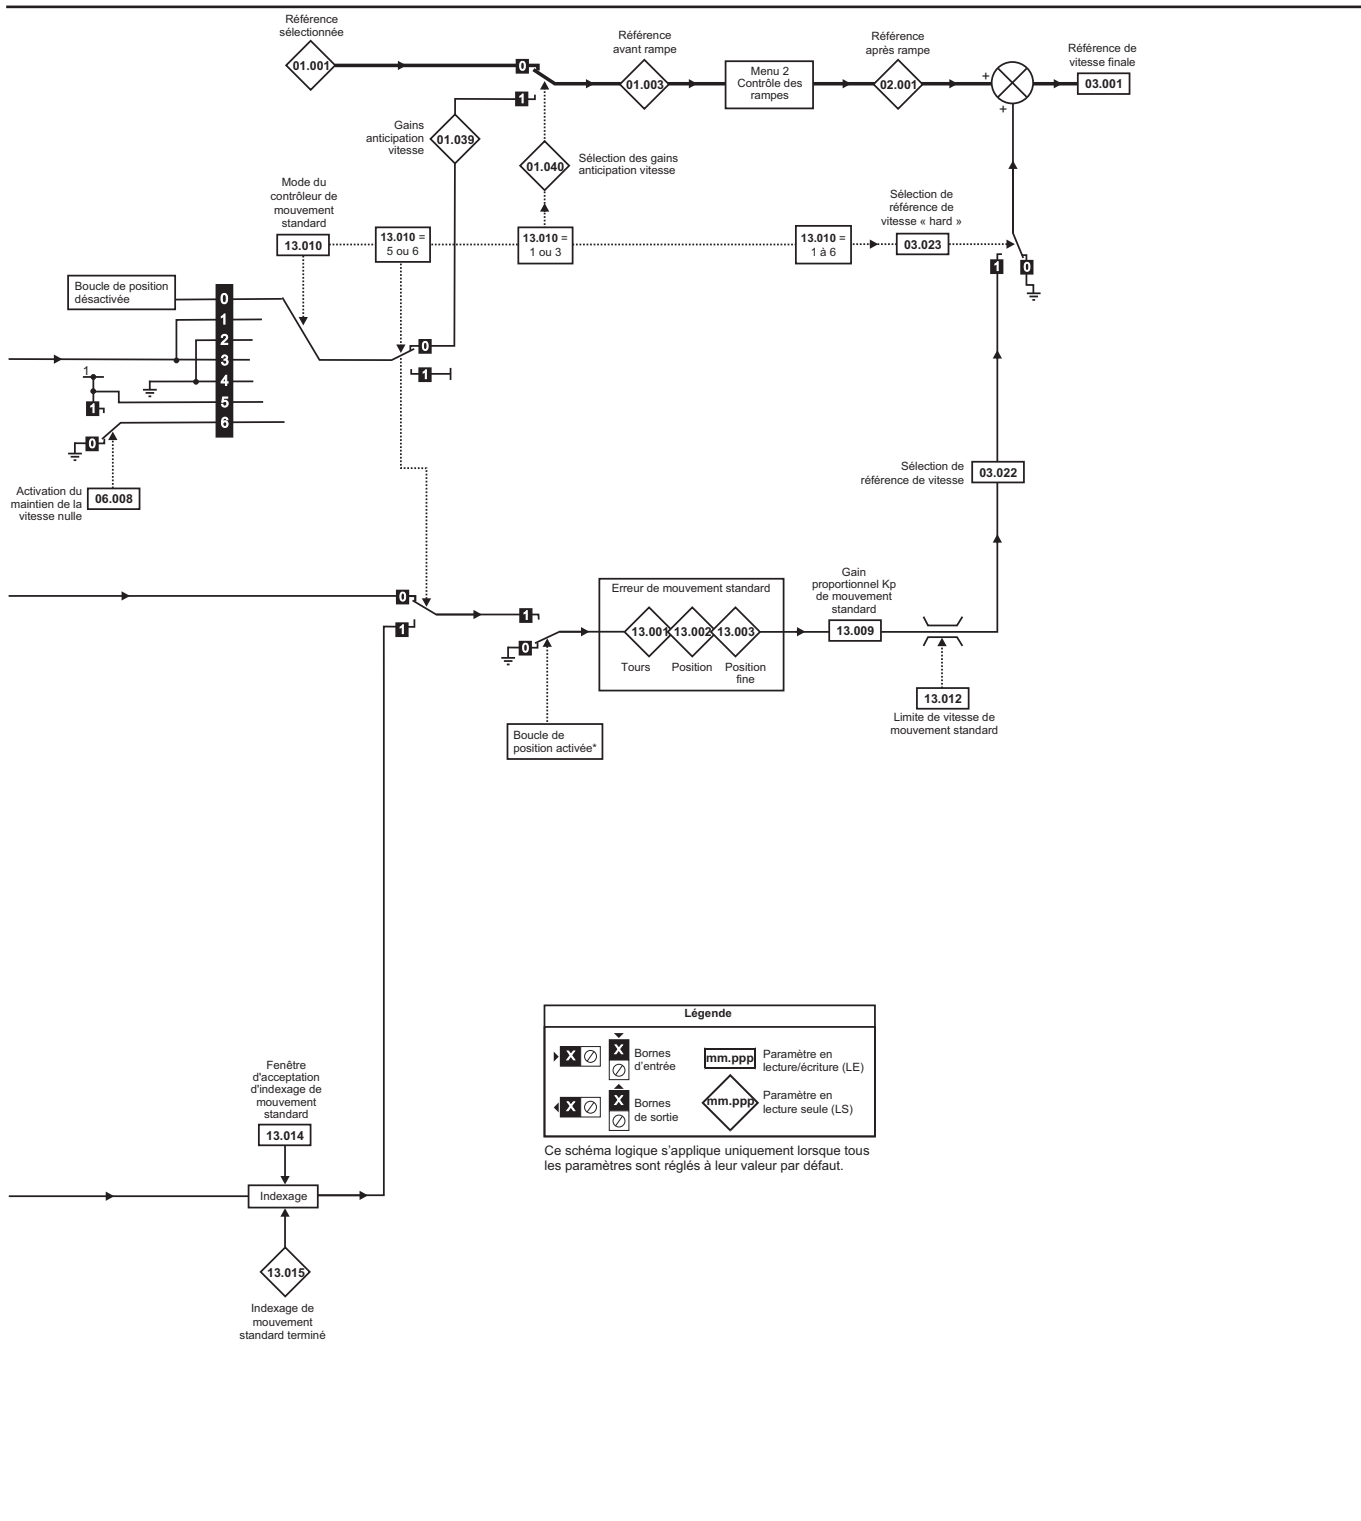 Référence
sélectionnée
01.001
0
1
Gains
anticipation
vitesse
01.039
01.040
Sélection des gains
anticipation vitesse
Référence
avant rampe
01.003
Menu 2
Contrôle des
rampes
Référence
après rampe
02.001
+
+
Référence de
vitesse finale
03.001
Mode du
contrôleur de
mouvement
standard
13.010
13.010 =
5 ou 6
13.010 =
1 ou 3
13.010 =
1 à 6
Sélection de
référence de
vitesse « hard »
03.023
1
0
Boucle de position
désactivée
0
1
2
3
4
5
6
1
1
0
0
1
Activation du
maintien de la
vitesse nulle
06.008
Sélection de
référence de vitesse
03.022
0
1
1
0
Boucle de
position activée*
Erreur de mouvement standard
13.001
13.002
13.003
Tours
Position
Position
fine
Gain
proportionnel Kp
de mouvement
standard
13.009
13.012
Limite de vitesse de
mouvement standard
Fenêtre
d'acceptation
d'indexage de
mouvement
standard
13.014
Indexage
13.015
Indexage de
mouvement
standard terminé
Légende
X
X
Bornes
d'entrée
mm.ppp
Paramètre en
lecture/écriture (LE)
X
X
Bornes
de sortie
mm.ppp
Paramètre en
lecture seule (LS)
Ce schéma logique s'applique uniquement lorsque tous
les paramètres sont réglés à leur valeur par défaut.